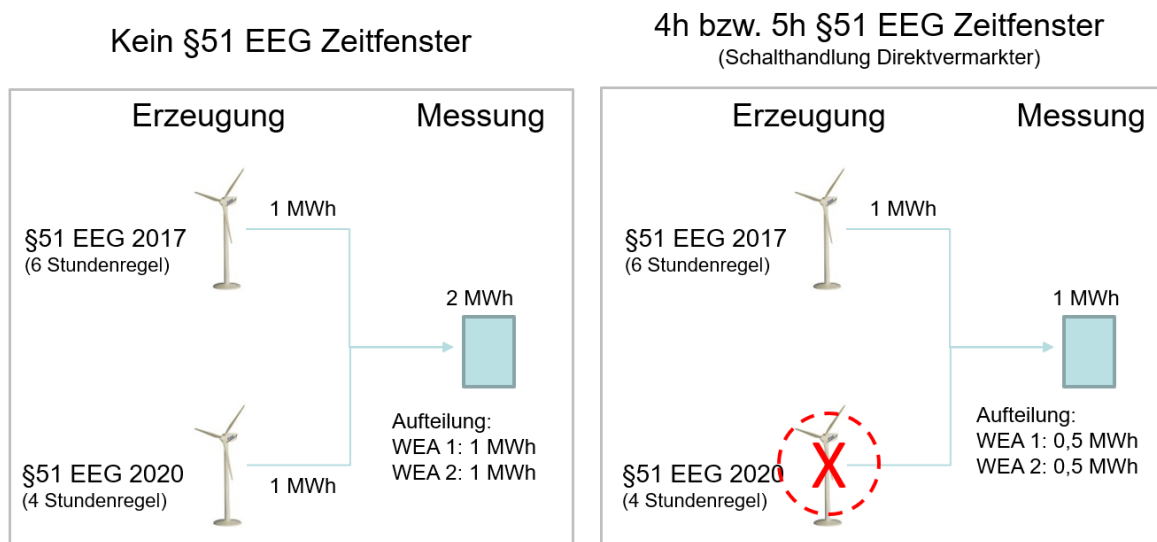 Kein §51 EEG Zeitfenster
Erzeugung Messung
1 MWh
§51 EEG 2017
(6 Stundenregel)
2 MWh
Aufteilung:
WEA 1: 1 MWh
WEA 2: 1 MWh
§51 EEG 2020
(4 Stundenregel)
1 MWh
4h bzw. 5h §51 EEG Zeitfenster
(Schalthandlung Direktvermarkter)
Erzeugung Messung
1 MWh
§51 EEG 2017
(6 Stundenregel)
1 MWh
Aufteilung:
WEA 1: 0,5 MWh
WEA 2: 0,5 MWh
X
§51 EEG 2020
(4 Stundenregel)